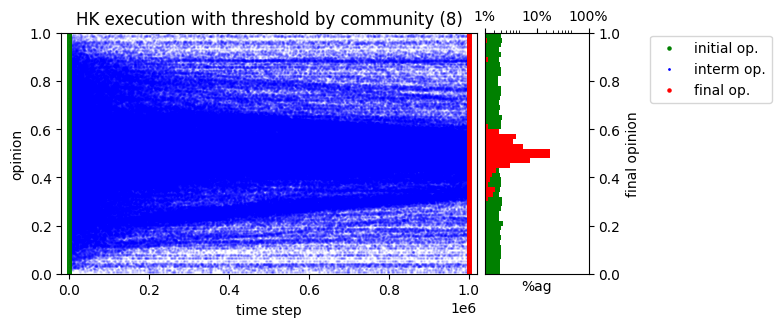 HK execution with threshold by community (8)
1% 10% 100%
1.0 1.0
0.8 0.8
0.6 0.6
0.4 0.4
0.2 0.2
0.0 0.0
opinion
final opinion
0.0 0.2 0.4 0.6 0.8 1.0
1e6
time step
%ag
initial op.
interm op.
final op.